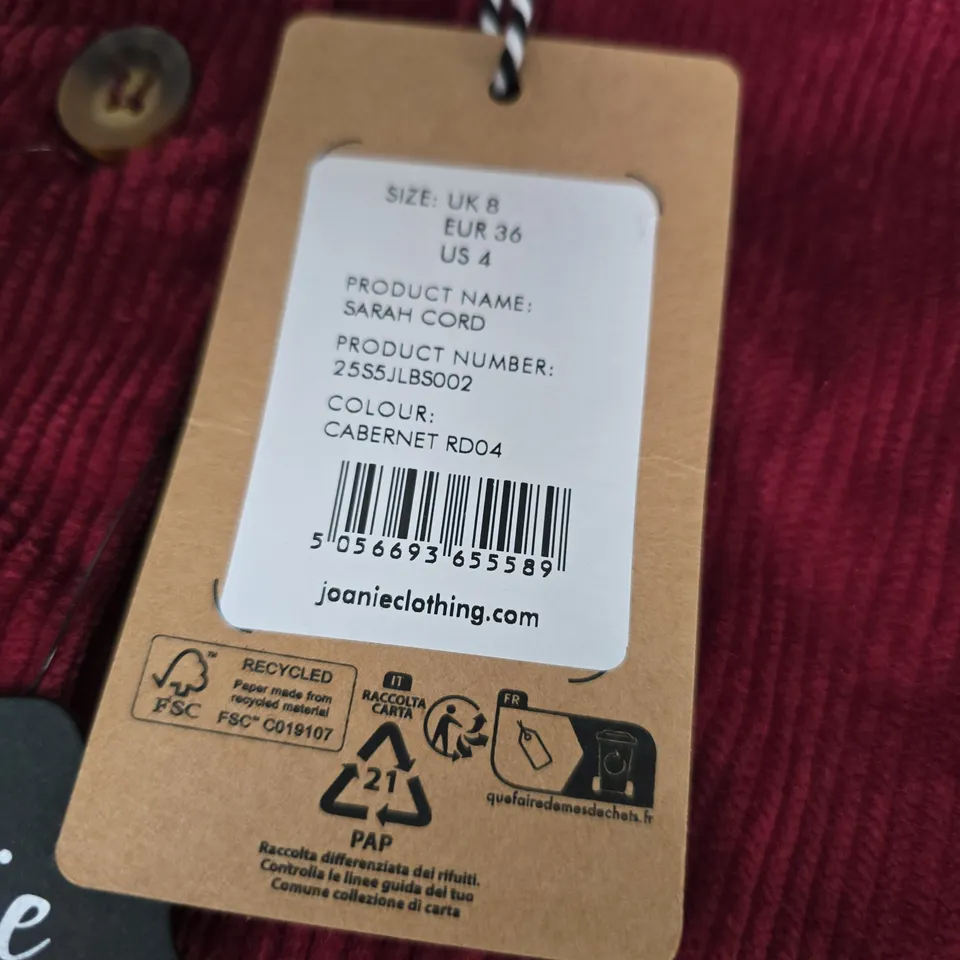 SIZE: UK 8
EUR 36
US 4
PRODUCT NAME:
SARAH CORD
PRODUCT NUMBER:
25S5JLBS002
COLOUR:
CABERNET RD04
5 056693 655589
joanieclothing.com
FSC™
RECYCLED
Paper made from
recycled material
FSC™ C019107
IT
RACCOLTA
CARTA
21
PAP
FR
quefairedemesdechets.fr
Raccolta differenziata dei rifiuti.
Controlla le linee guida del tuo
Comune collezione di carta
ie